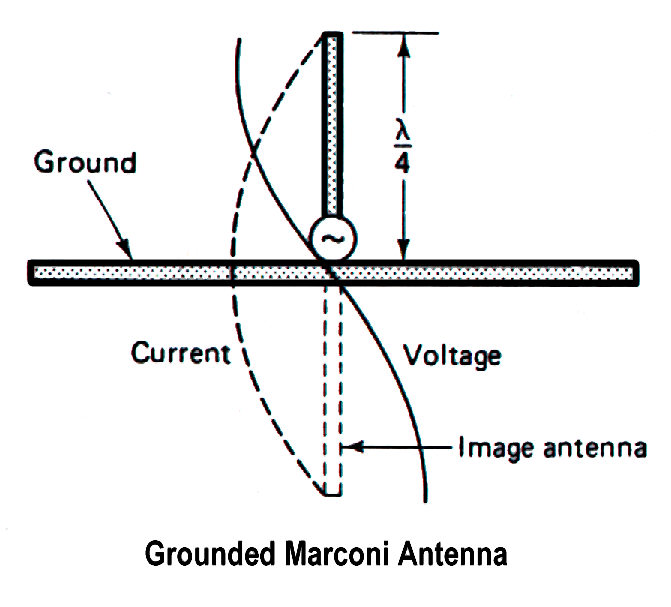 λ
4
Ground
~
Current
Voltage
Image antenna
Grounded Marconi Antenna